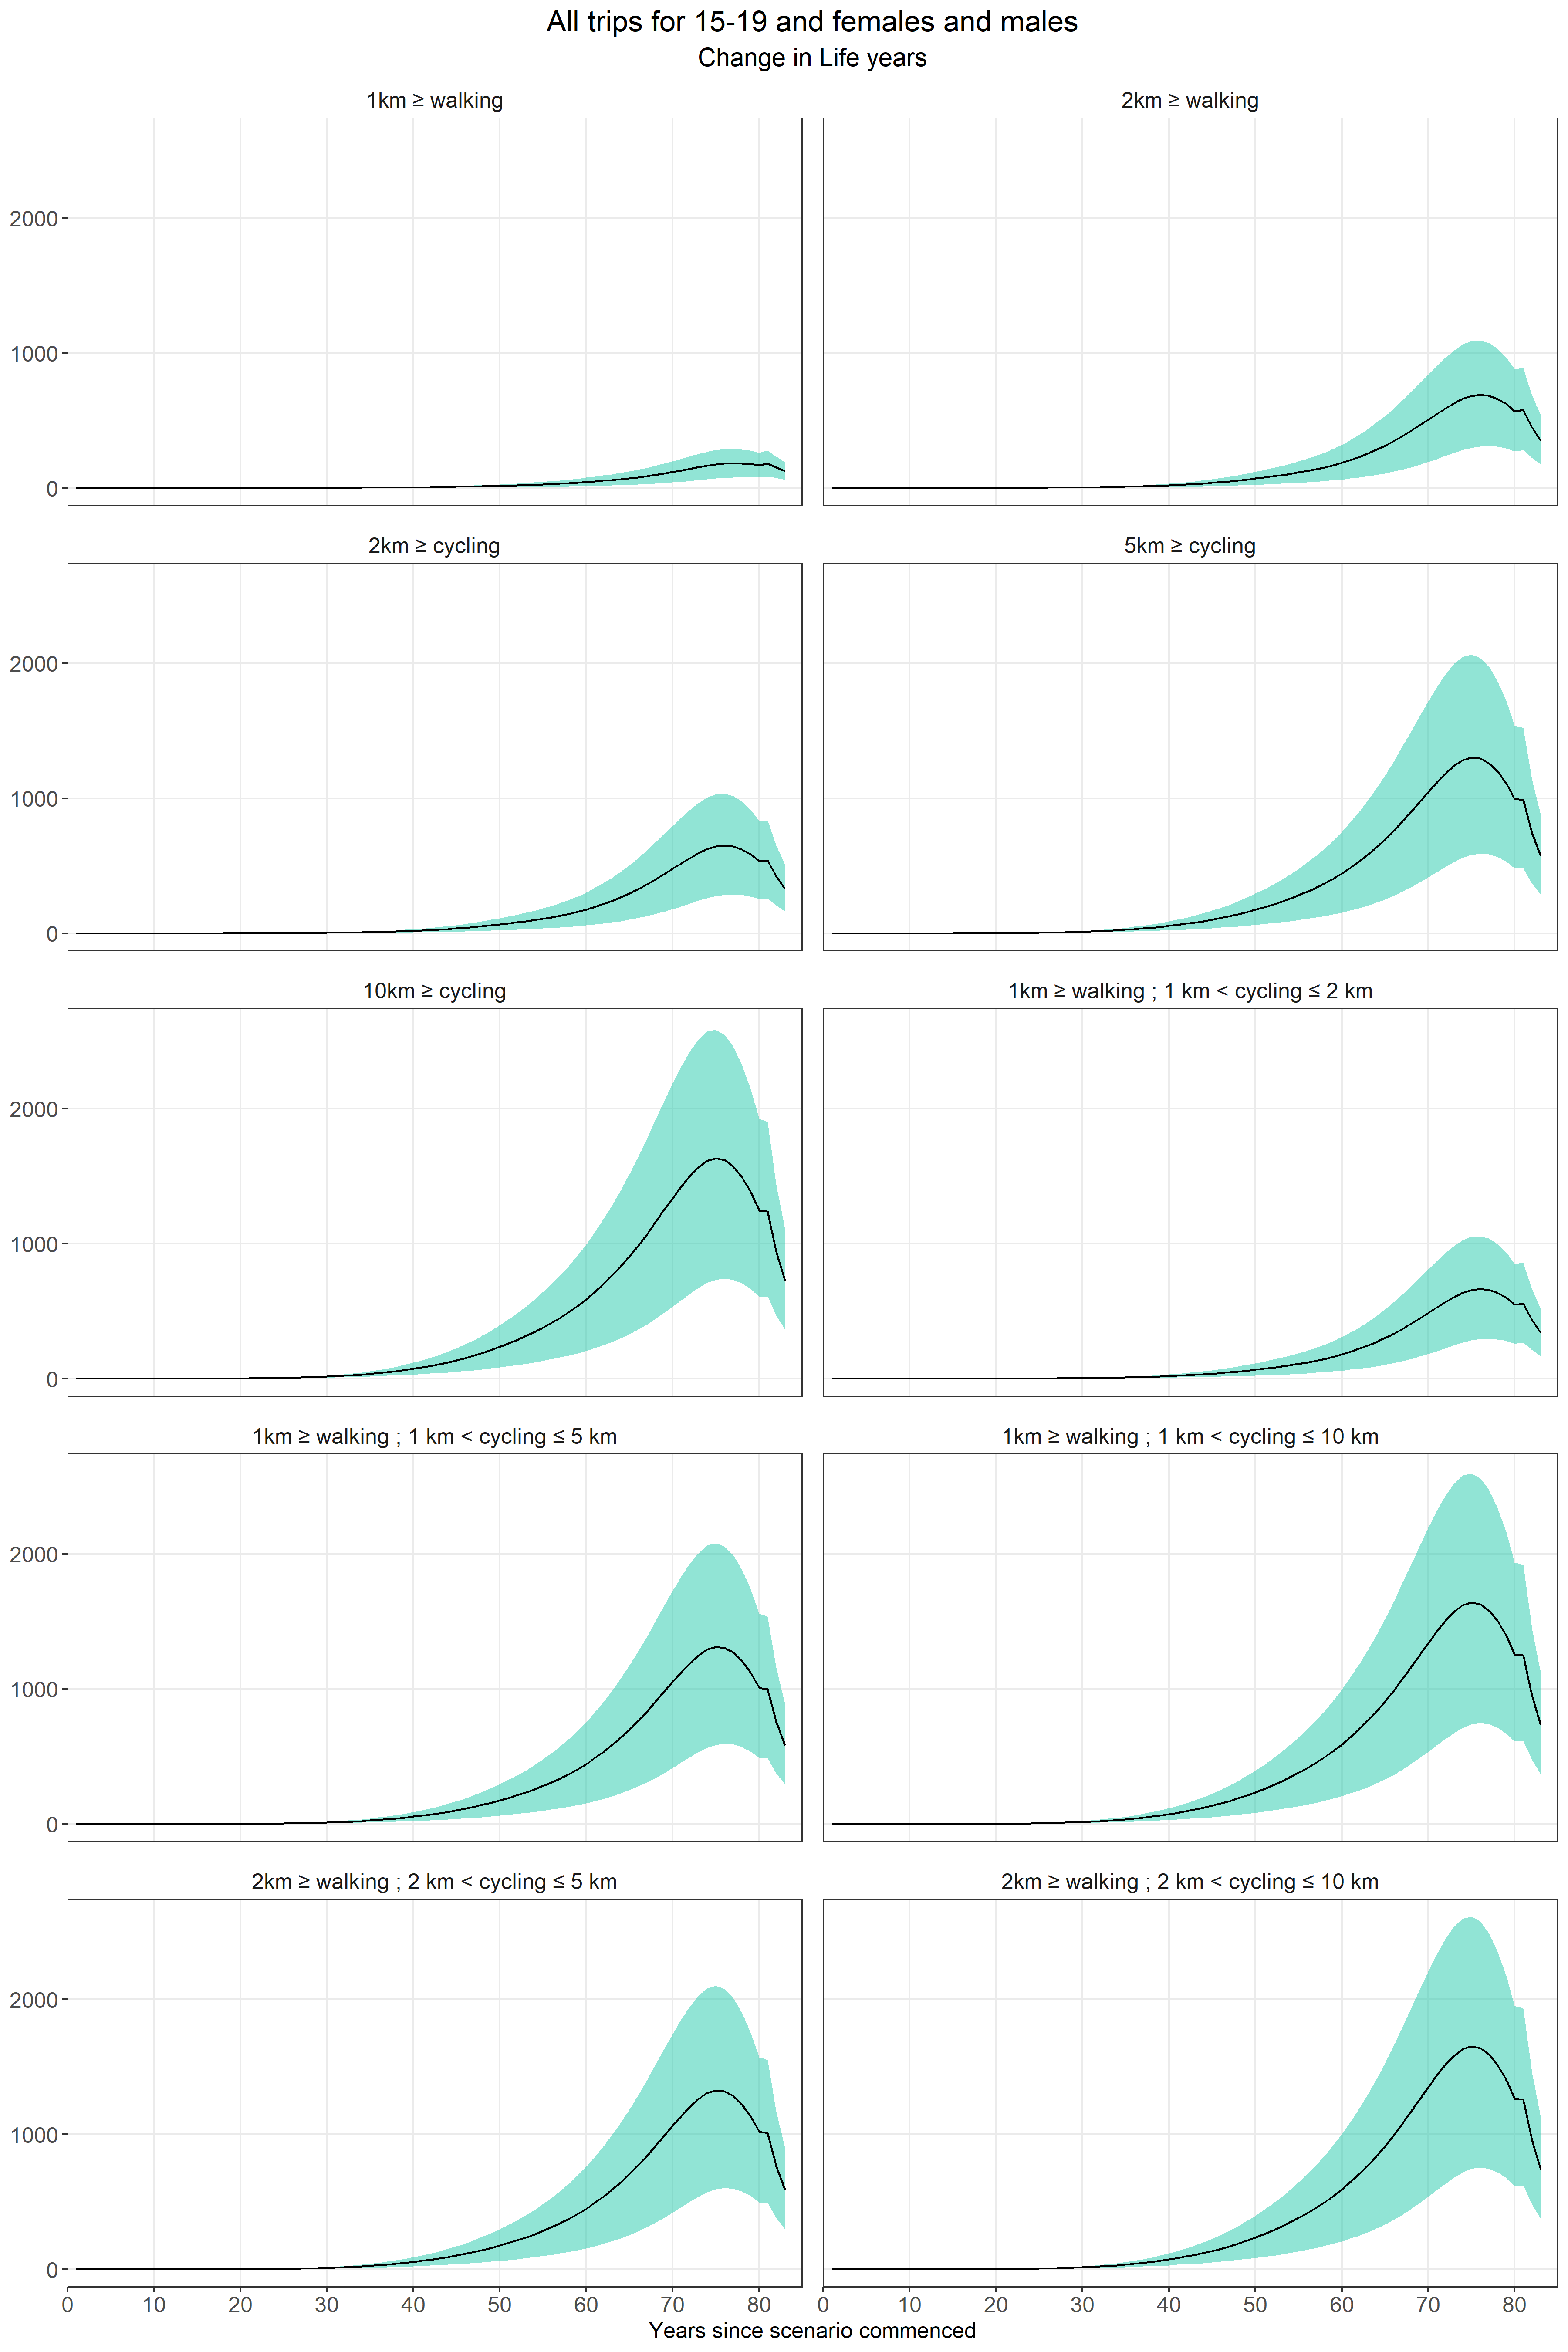 All trips for 15-19 and females and males
Change in Life years
1km ≥ walking
2km ≥ walking
2000
1000
0
2km ≥ cycling
5km ≥ cycling
2000
1000
0
10km ≥ cycling
1km ≥ walking ; 1 km < cycling ≤ 2 km
2000
1000
0
1km ≥ walking ; 1 km < cycling ≤ 5 km
1km ≥ walking ; 1 km < cycling ≤ 10 km
2000
1000
0
2km ≥ walking ; 2 km < cycling ≤ 5 km
2km ≥ walking ; 2 km < cycling ≤ 10 km
2000
1000
0
0 10 20 30 40 50 60 70 80 0 10 20 30 40 50 60 70 80
Years since scenario commenced